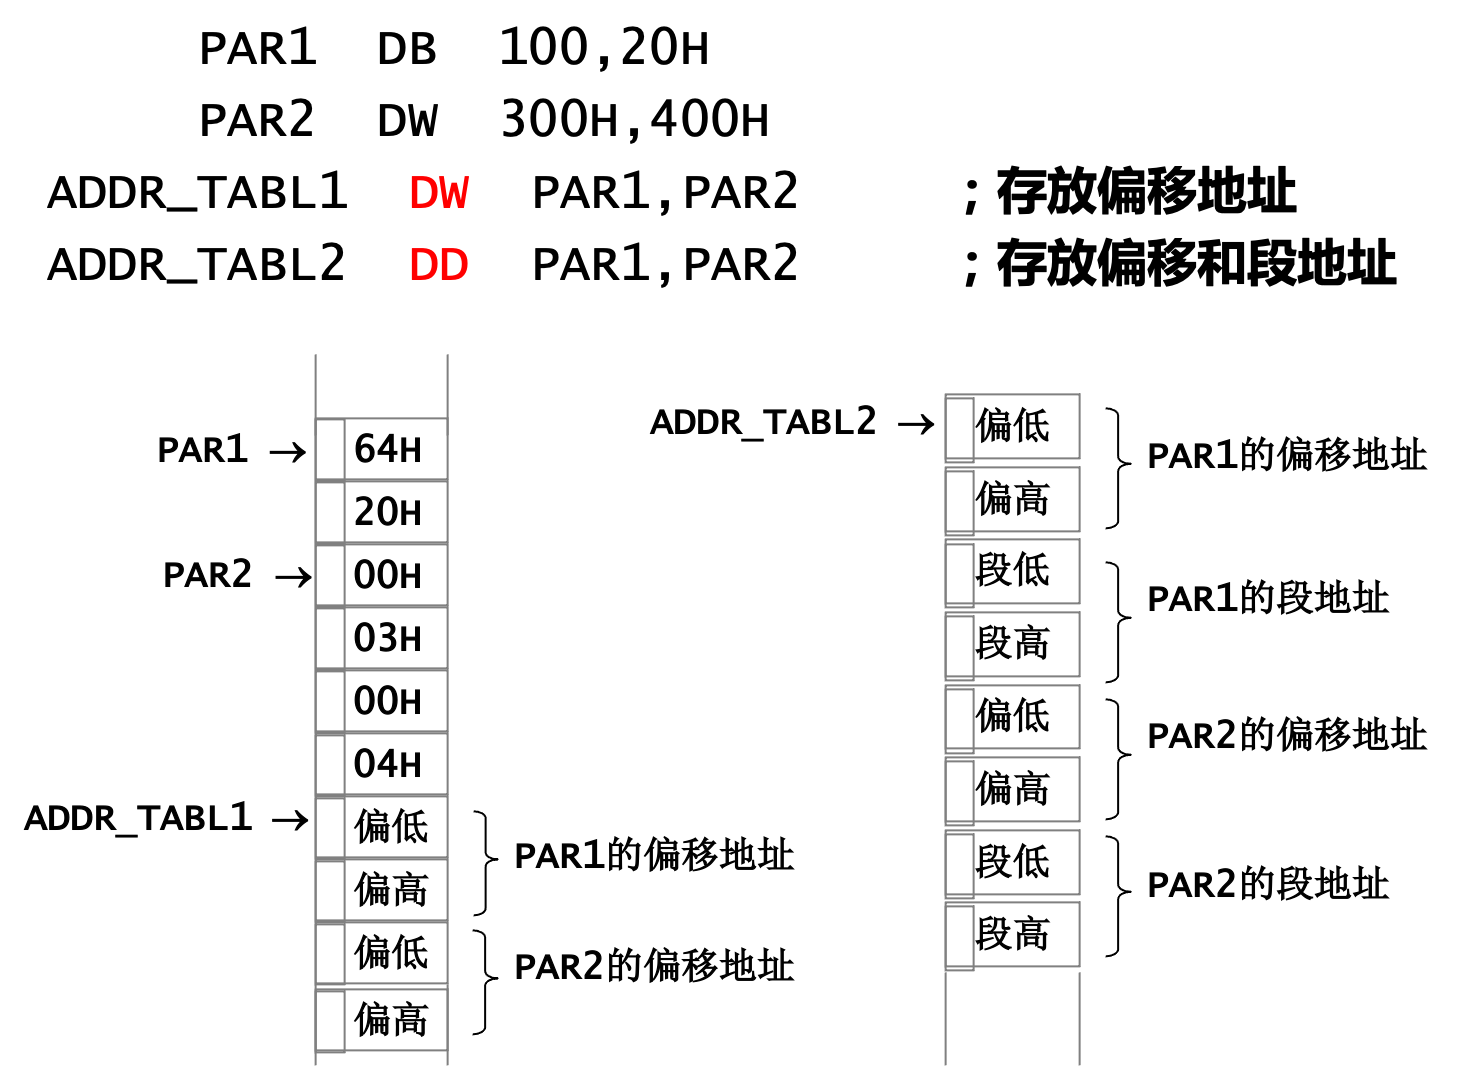 PAR1 DB 100,20H
PAR2 DW 300H,400H
ADDR_TABL1 DW PAR1,PAR2 ;存放偏移地址
ADDR_TABL2 DD PAR1,PAR2 ;存放偏移和段地址
PAR1 → 64H
20H
PAR2 → 00H
03H
00H
04H
ADDR_TABL1 → 偏低
偏高
PAR1的偏移地址
偏低
偏高
PAR2的偏移地址
ADDR_TABL2 → 偏低
偏高
PAR1的偏移地址
段低
段高
PAR1的段地址
偏低
偏高
PAR2的偏移地址
段低
段高
PAR2的段地址